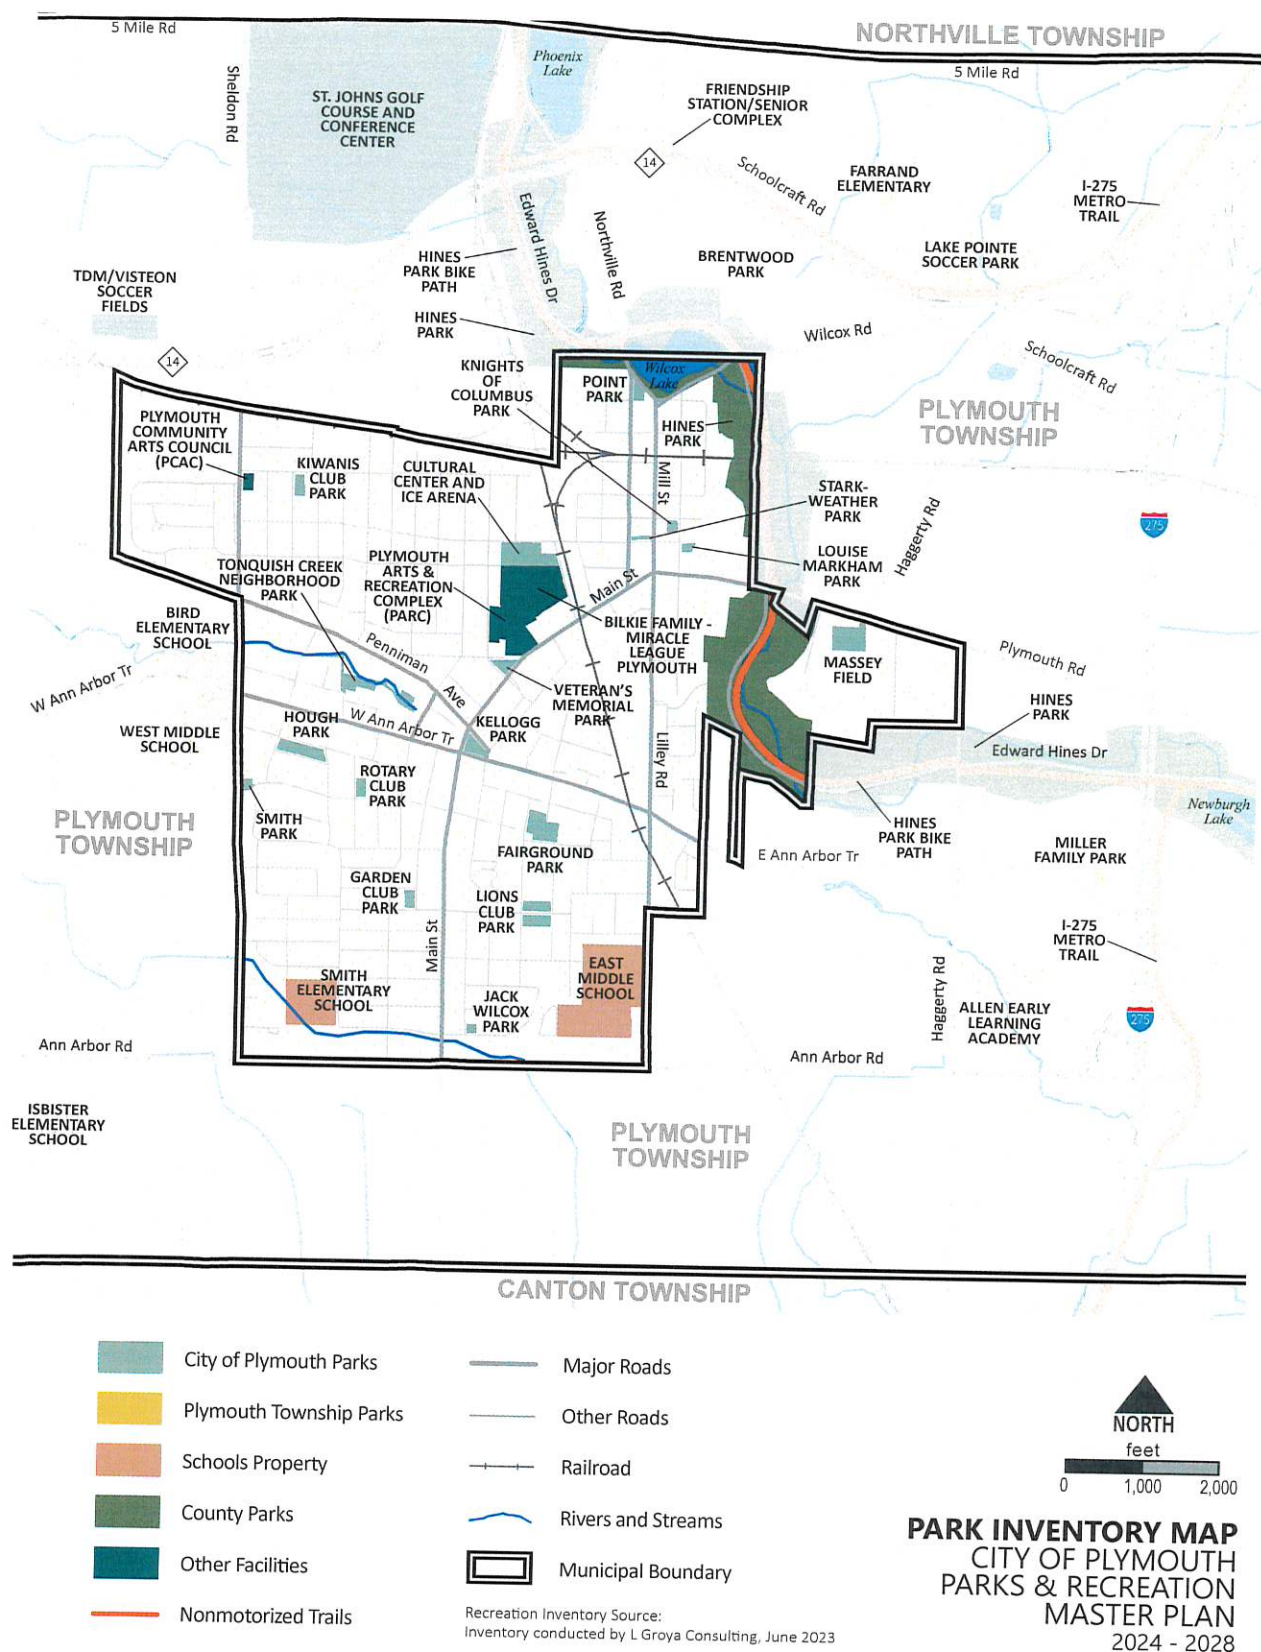 5 Mile Rd
NORTHVILLE TOWNSHIP
Phoenix
Lake
5 Mile Rd
Sheldon Rd
ST. JOHNS GOLF
COURSE AND
CONFERENCE
CENTER
FRIENDSHIP
STATION/SENIOR
COMPLEX
14
Schoolcraft Rd
FARRAND
ELEMENTARY
I-275
METRO
TRAIL
Edward Hines Dr
Northville Rd
HINES
PARK BIKE
PATH
BRENTWOOD
PARK
LAKE POINTE
SOCCER PARK
TDM/VISTEON
SOCCER
FIELDS
HINES
PARK
Wilcox Rd
Schoolcraft Rd
14
KNIGHTS
OF
COLUMBUS
PARK
POINT
PARK
Wilcox
Lake
PLYMOUTH
TOWNSHIP
PLYMOUTH
COMMUNITY
ARTS COUNCIL
(PCAC)
KIWANIS
CLUB
PARK
CULTURAL
CENTER AND
ICE ARENA
HINES
PARK
Mill St
STARK-
WEATHER
PARK
Haggerty Rd
275
LOUISE
MARKHAM
PARK
TONQUISH CREEK
NEIGHBORHOOD
PARK
PLYMOUTH
ARTS &
RECREATION
COMPLEX
(PARC)
Main St
BIRD
ELEMENTARY
SCHOOL
BILKIE FAMILY -
MIRACLE
LEAGUE
PLYMOUTH
MASSEY
FIELD
Plymouth Rd
Penniman
Ave
W Ann Arbor Tr
VETERAN'S
MEMORIAL
PARK
HINES
PARK
WEST MIDDLE
SCHOOL
HOUGH
PARK
W Ann Arbor Tr
KELLOGG
PARK
Lilley Rd
Edward Hines Dr
ROTARY
CLUB
PARK
Newburgh
Lake
SMITH
PARK
PLYMOUTH
TOWNSHIP
FAIRGROUND
PARK
HINES
PARK BIKE
PATH
E Ann Arbor Tr
MILLER
FAMILY PARK
GARDEN
CLUB
PARK
LIONS
CLUB
PARK
I-275
METRO
TRAIL
Main St
EAST
MIDDLE
SCHOOL
SMITH
ELEMENTARY
SCHOOL
JACK
WILCOX
PARK
Haggerty Rd
ALLEN EARLY
LEARNING
ACADEMY
275
Ann Arbor Rd
Ann Arbor Rd
ISBISTER
ELEMENTARY
SCHOOL
PLYMOUTH
TOWNSHIP
CANTON TOWNSHIP
City of Plymouth Parks
Plymouth Township Parks
Schools Property
County Parks
Other Facilities
Nonmotorized Trails
Major Roads
Other Roads
Railroad
Rivers and Streams
Municipal Boundary
Recreation Inventory Source:
Inventory conducted by L Groya Consulting, June 2023
NORTH
feet
0 1,000 2,000
PARK INVENTORY MAP
CITY OF PLYMOUTH
PARKS & RECREATION
MASTER PLAN
2024 - 2028